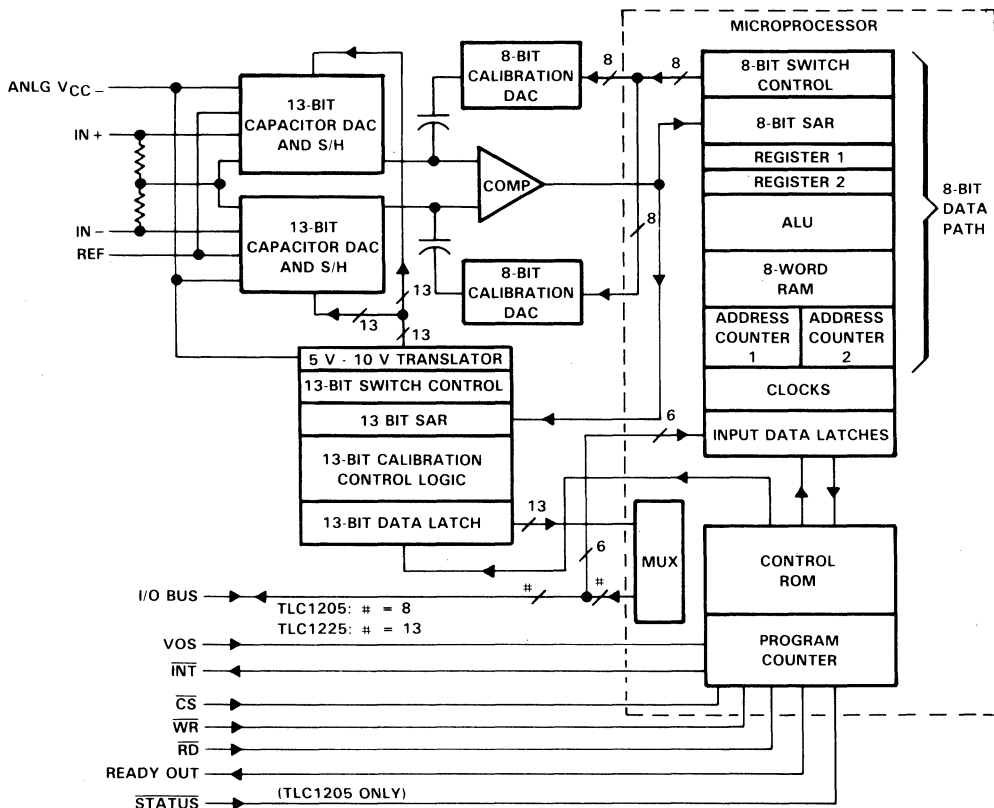 MICROPROCESSOR
8-BIT
CALIBRATION
DAC
8
8
8-BIT SWITCH
CONTROL
ANLG VCC-
13-BIT
CAPACITOR DAC
AND S/H
IN +
8-BIT SAR
REGISTER 1
REGISTER 2
COMP
8-BIT
DATA
PATH
IN -
REF
13-BIT
CAPACITOR DAC
AND S/H
8
ALU
8-BIT
CALIBRATION
DAC
8-WORD
RAM
13
13
13
ADDRESS
COUNTER
1
ADDRESS
COUNTER
2
5 V - 10 V TRANSLATOR
13-BIT SWITCH CONTROL
CLOCKS
13 BIT SAR
6
INPUT DATA LATCHES
13-BIT CALIBRATION
CONTROL LOGIC
13-BIT DATA LATCH
13
6
MUX
CONTROL
ROM
I/O BUS
#
#
TLC1205: # = 8
TLC1225: # = 13
VOS
PROGRAM
COUNTER
INT
CS
WR
RD
READY OUT
STATUS
(TLC1205 ONLY)